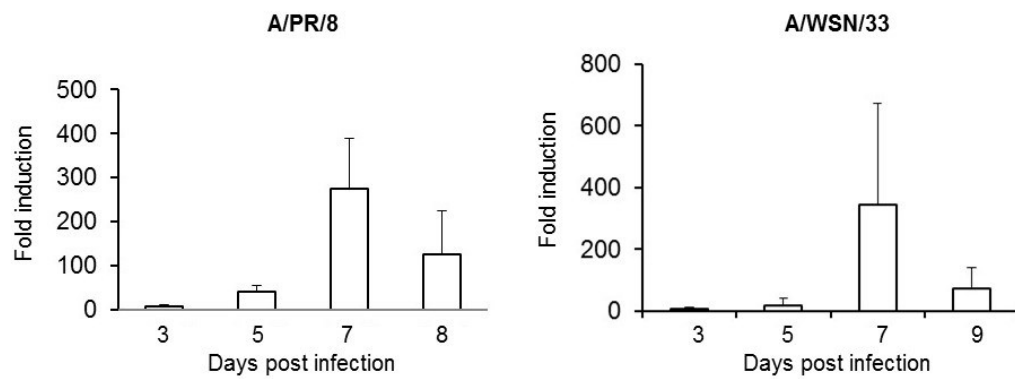 A/PR/8
Fold induction
500
400
300
200
100
0
3 5 7 8
Days post infection
A/WSN/33
Fold induction
800
600
400
200
0
3 5 7 9
Days post infection